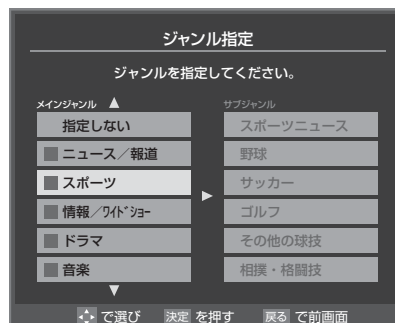 ジャンル指定
ジャンルを指定してください。
メインジャンル
サブジャンル
指定しない
スポーツニュース
ニュース／報道
野球
スポーツ
サッカー
情報／ワイドショー
ゴルフ
ドラマ
その他の球技
音楽
相撲・格闘技
で選び 決定 を押す 戻る で前画面